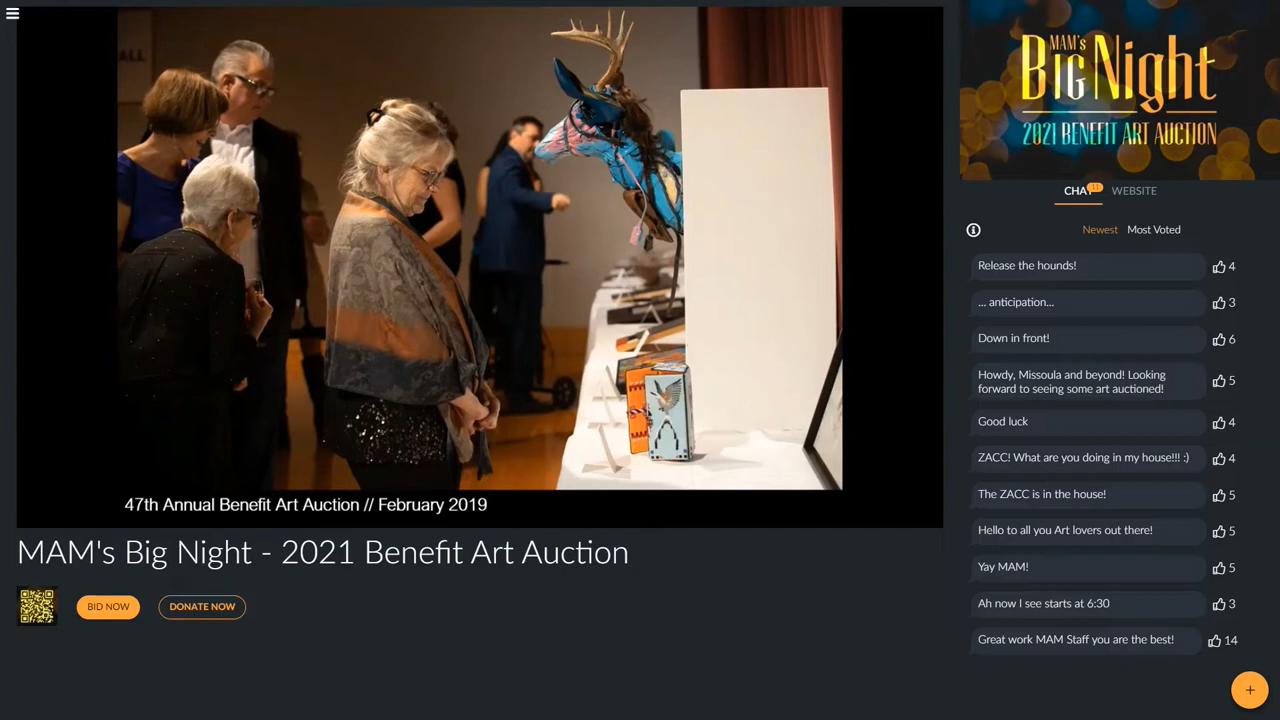 ALL
47th Annual Benefit Art Auction // February 2019
MAM's Big Night - 2021 Benefit Art Auction
BID NOW
DONATE NOW
MAM's
Big Night
2021 BENEFIT ART AUCTION
CHAT 11 WEBSITE
Newest Most Voted
Release the hounds! 4
... anticipation... 3
Down in front! 6
Howdy, Missoula and beyond! Looking
forward to seeing some art auctioned! 5
Good luck 4
ZACC! What are you doing in my house!!! :) 4
The ZACC is in the house! 5
Hello to all you Art lovers out there! 5
Yay MAM! 5
Ah now I see starts at 6:30 3
Great work MAM Staff you are the best! 14
+